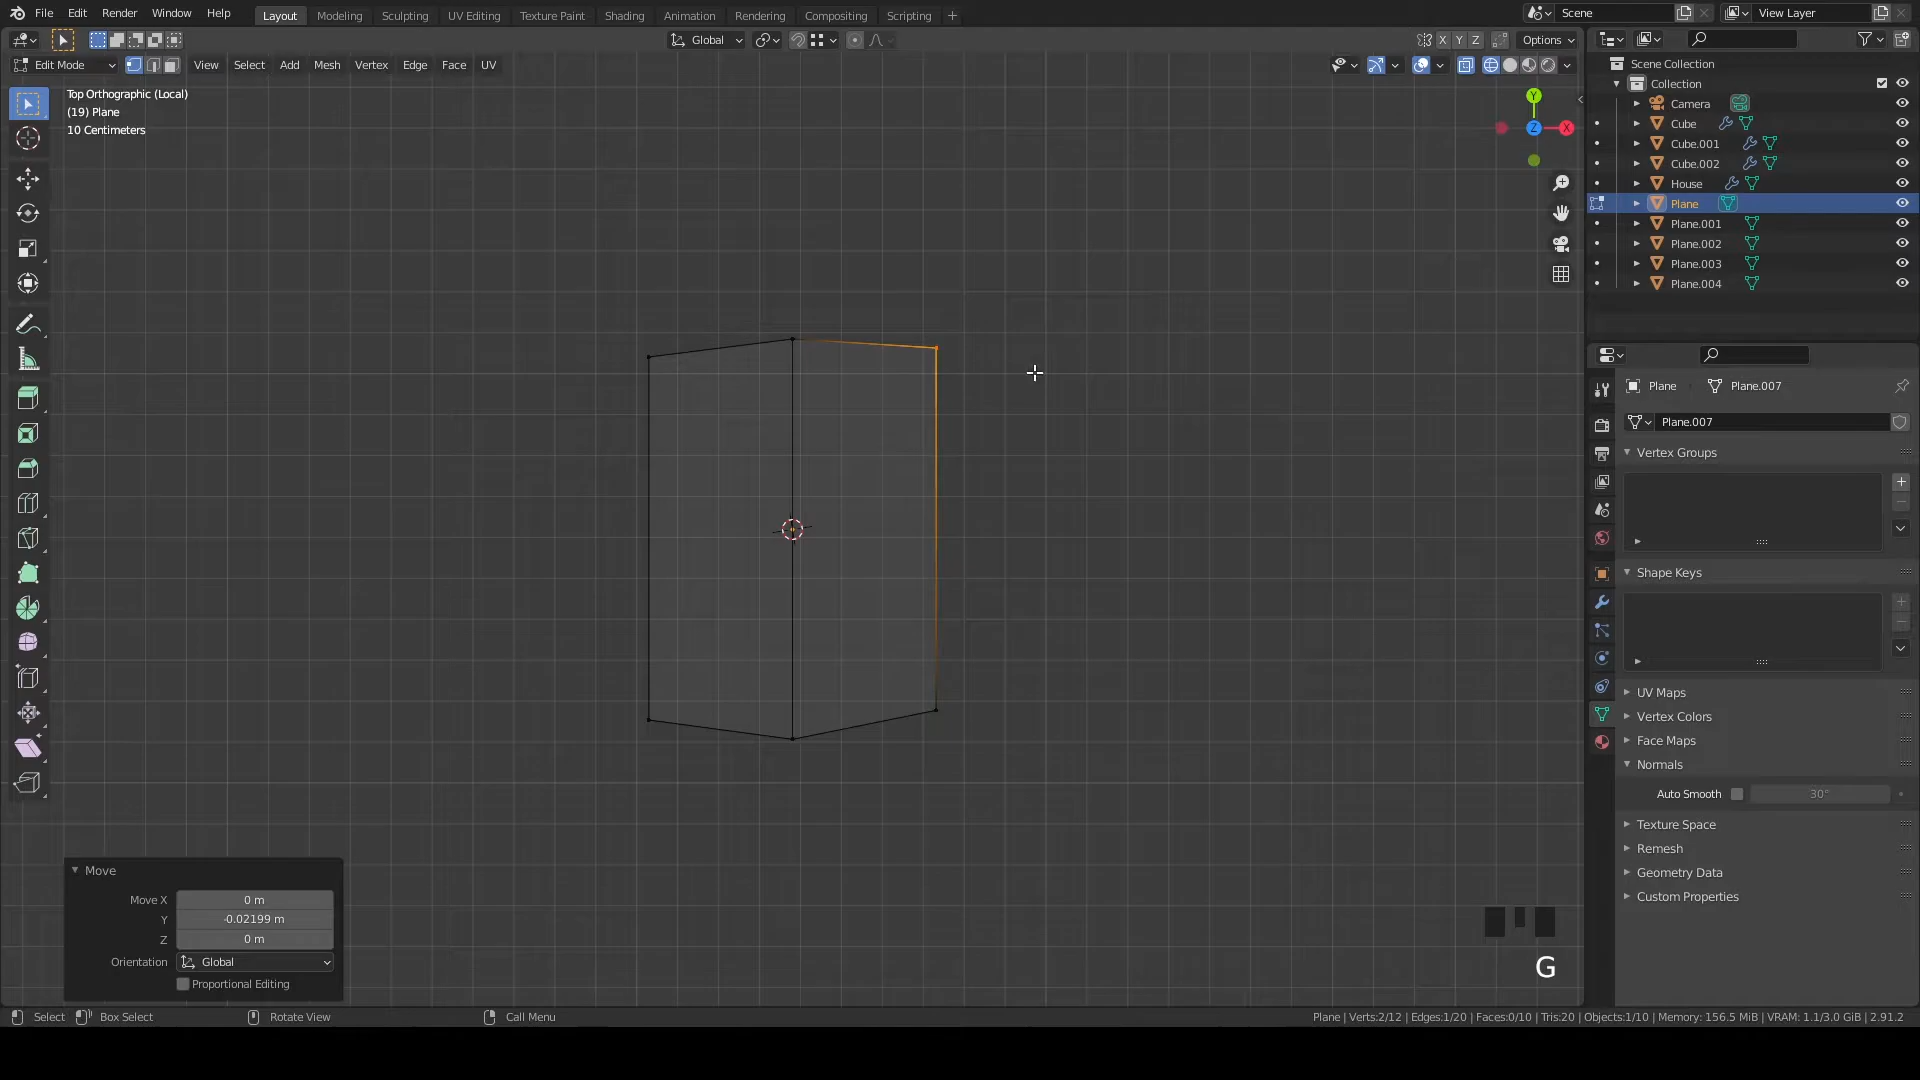 File Edit Render Window Help Layout Modeling Sculpting UV Editing Texture Paint Shading Animation Rendering Compositing Scripting + Scene View Layer
Global X Y Z Options
Edit Mode View Select Add Mesh Vertex Edge Face UV
Top Orthographic (Local)
(19) Plane
10 Centimeters
Y
Z X
Scene Collection
Collection
Camera
Cube
Cube.001
Cube.002
House
Plane
Plane.001
Plane.002
Plane.003
Plane.004
Plane Plane.007
Plane.007
Vertex Groups
Shape Keys
UV Maps
Vertex Colors
Face Maps
Normals
Auto Smooth 30°
Texture Space
Remesh
Geometry Data
Custom Properties
Move
Move X 0 m
Y -0.02199 m
Z 0 m
Orientation Global
Proportional Editing
G
Select Box Select Rotate View Call Menu Plane | Verts:2/12 | Edges:1/20 | Faces:0/10 | Tris:20 | Objects:1/10 | Memory: 156.5 MiB | VRAM: 1.1/3.0 GiB | 2.91.2